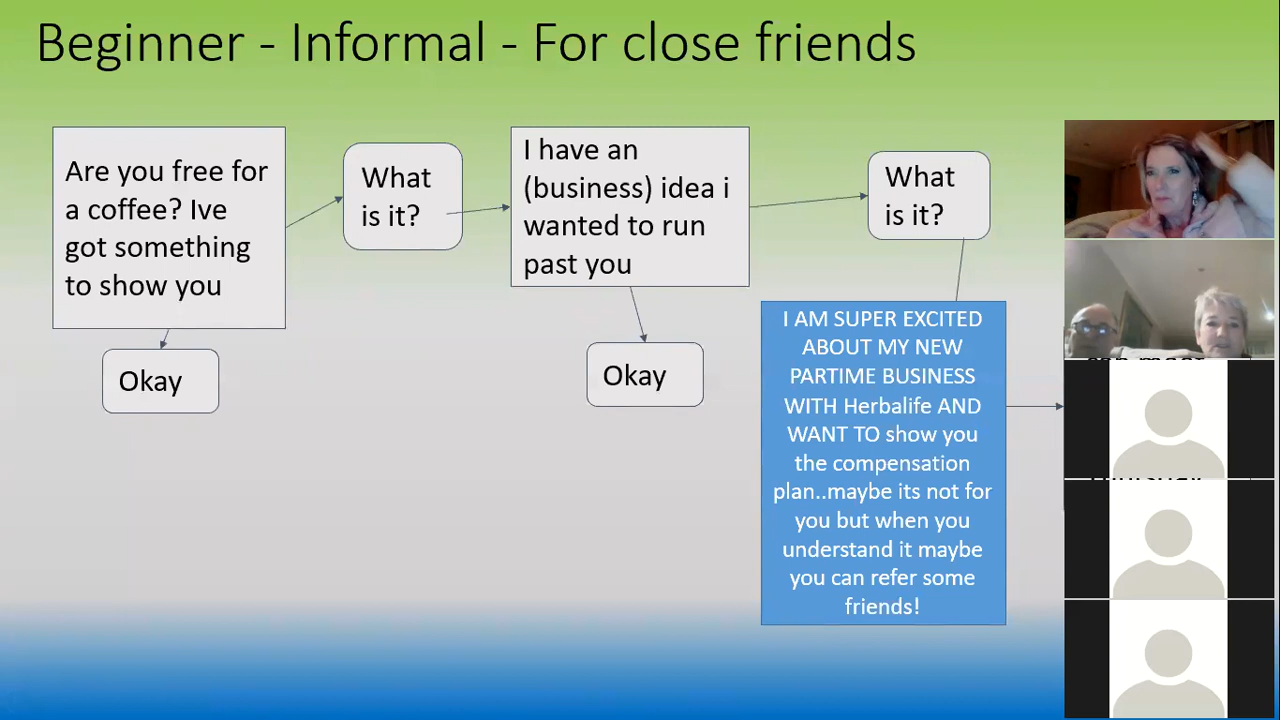 Beginner - Informal - For close friends
Are you free for
a coffee? Ive
got something
to show you
What
is it?
I have an
(business) idea i
wanted to run
past you
What
is it?
Okay
Okay
I AM SUPER EXCITED
ABOUT MY NEW
PARTIME BUSINESS
WITH Herbalife AND
WANT TO show you
the compensation
plan..maybe its not for
you but when you
understand it maybe
you can refer some
friends!